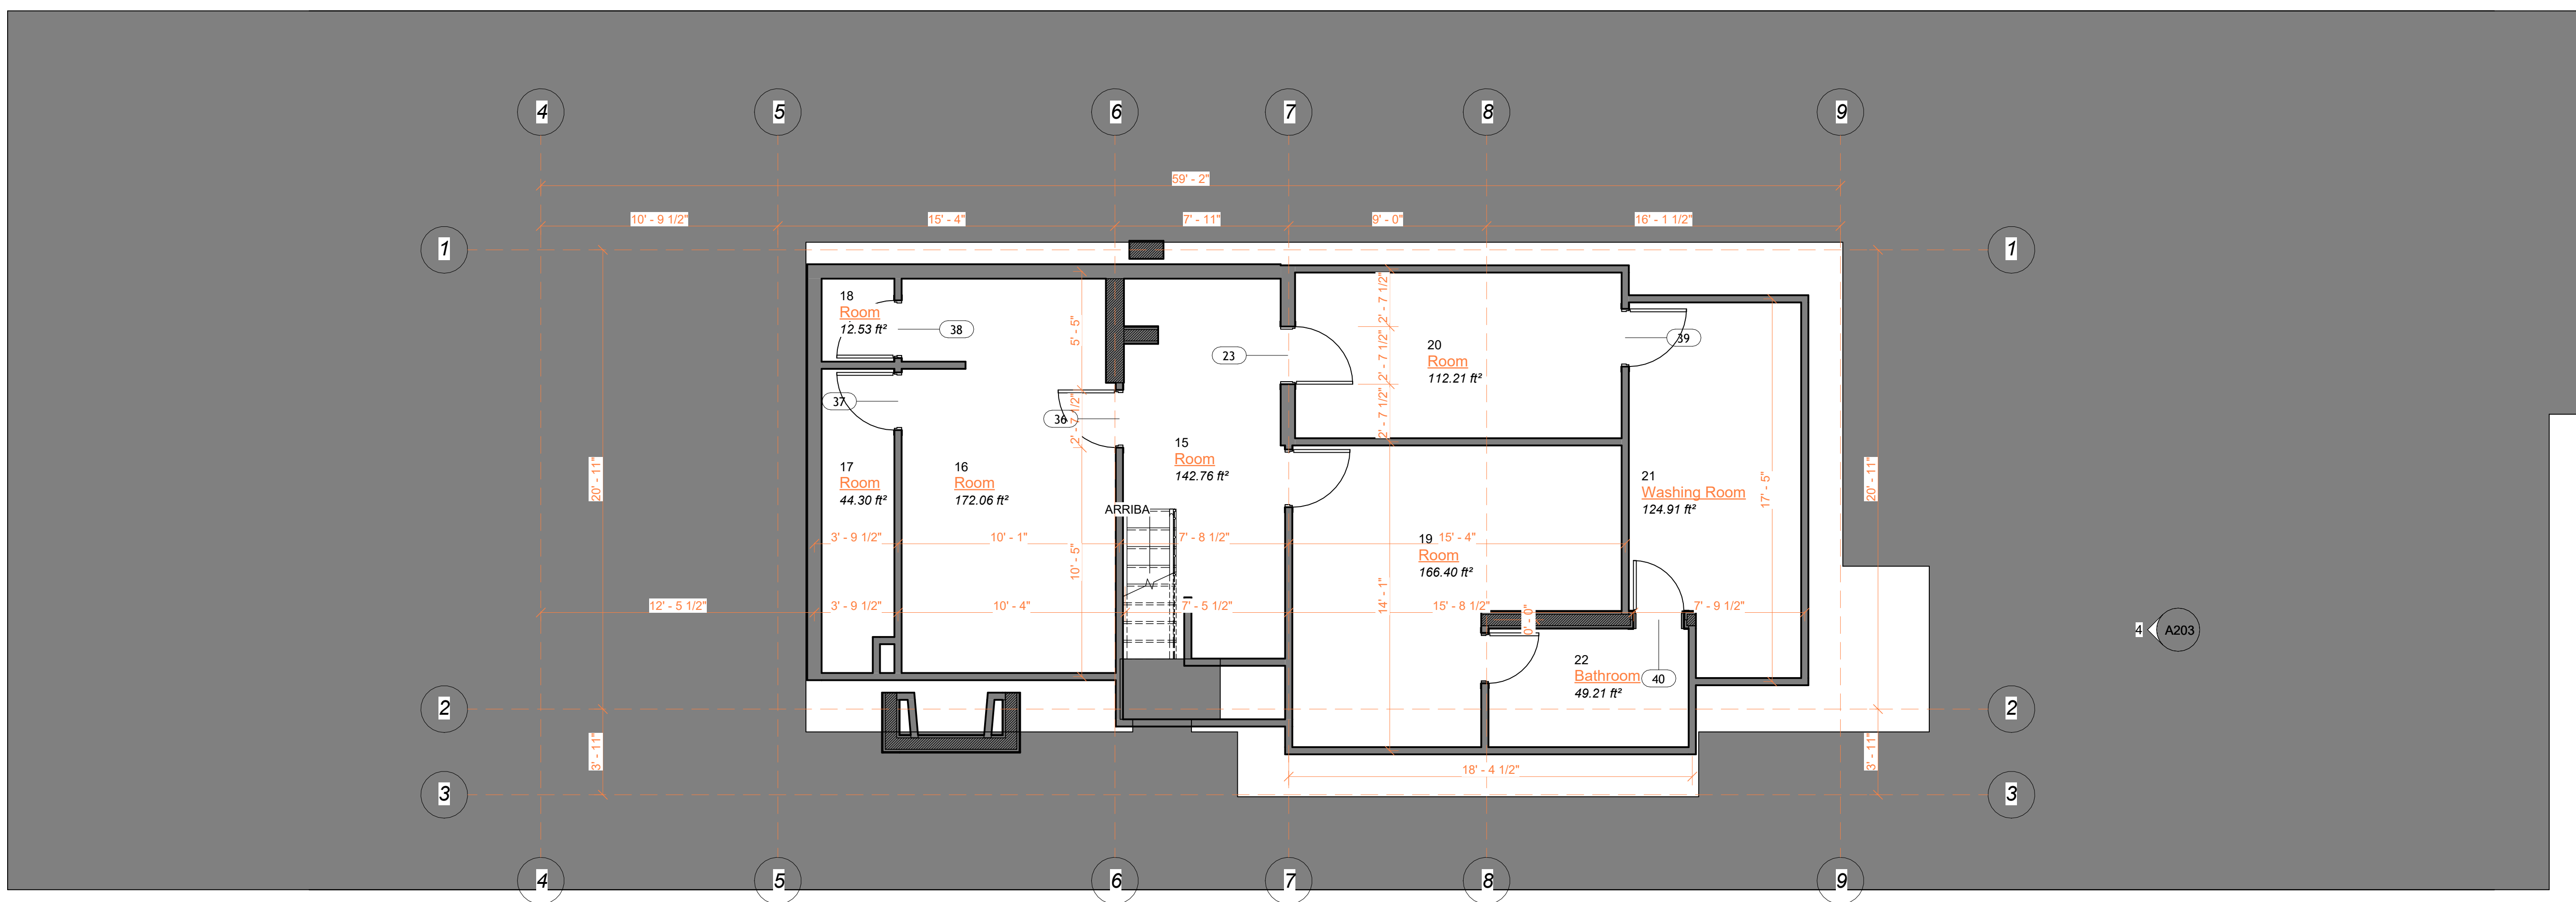 4 5 6 7 8 9
59' - 2"
10' - 9 1/2" 15' - 4" 7' - 11" 9' - 0" 16' - 1 1/2"
1 1
2' - 7 1/2"
18
Room
12.53 ft²
38
5' - 5"
23
2' - 7 1/2"
20
Room
112.21 ft²
39
37
36
2' - 7 1/2"
2' - 7 1/2"
15
Room
142.76 ft²
17
Room
44.30 ft²
16
Room
172.06 ft²
20' - 11"
21
Washing Room
124.91 ft²
17' - 5"
20' - 11"
ARRIBA
3' - 9 1/2" 10' - 1" 7' - 8 1/2" 15' - 4"
19
Room
166.40 ft²
10' - 5"
14' - 1"
12' - 5 1/2" 3' - 9 1/2" 10' - 4" 7' - 5 1/2" 15' - 8 1/2" 7' - 9 1/2"
0' - 0"
4 A203
22
Bathroom
49.21 ft²
40
2 2
3' - 11" 3' - 11"
18' - 4 1/2"
3 3
4 5 6 7 8 9